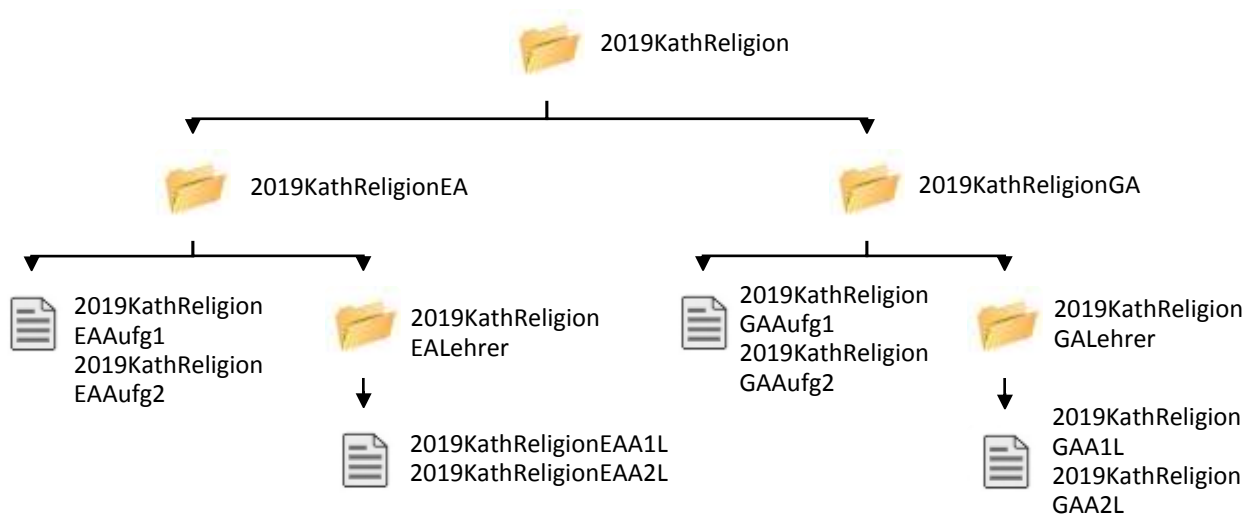 2019KathReligion
2019KathReligionEA
2019KathReligionGA
2019KathReligion
EAAufg1
2019KathReligion
EAAufg2
2019KathReligion
EALehrer
2019KathReligion
GAAufg1
2019KathReligion
GAAufg2
2019KathReligion
GALehrer
2019KathReligionEAA1L
2019KathReligionEAA2L
2019KathReligion
GAA1L
2019KathReligion
GAA2L